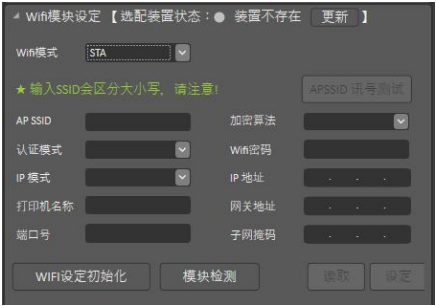 Wifi模块设定 【 选配装置状态：● 装置不存在 更新 】
Wifi模式 STA
★ 输入SSID会区分大小写，请注意!
APSSID 讯号测试
AP SSID 加密算法
认证模式 Wifi密码
IP 模式 IP 地址 . . .
打印机名称 网关地址 . . .
端口号 子网掩码 . . .
WIFI设定初始化 模块检测 读取 设定